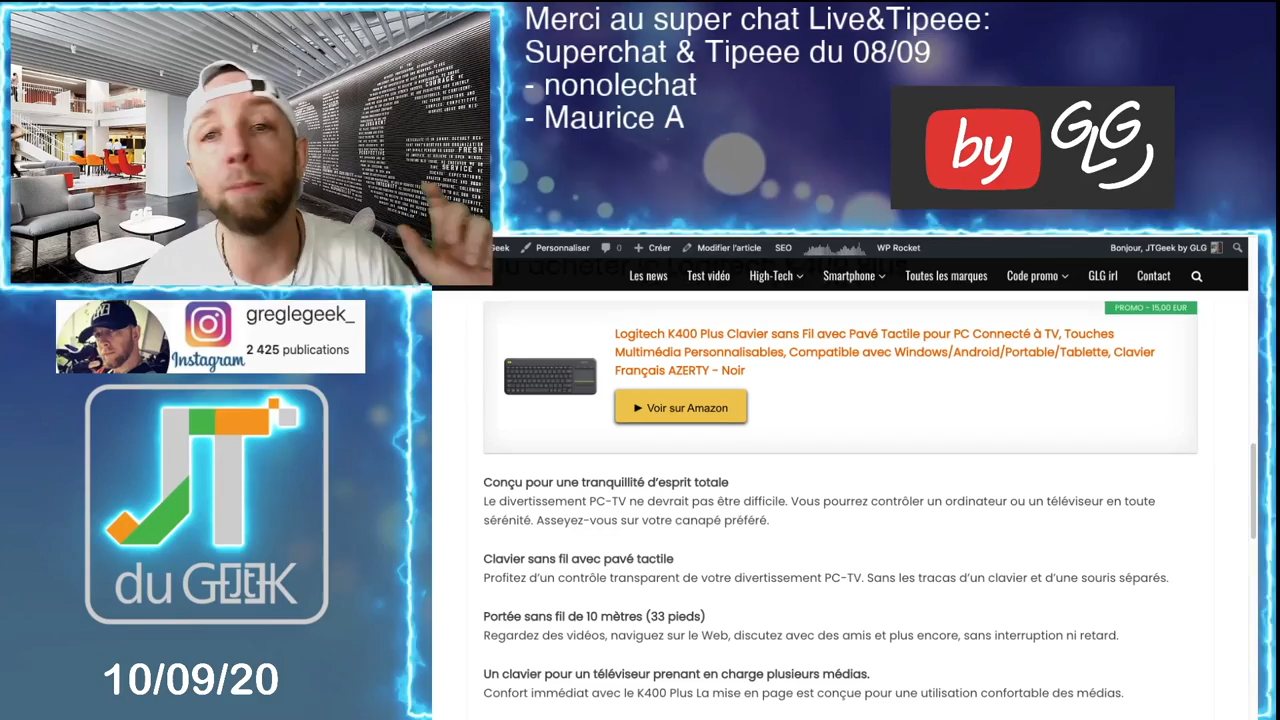 Merci au super chat Live&Tipeee:
Superchat & Tipeee du 08/09
- nonolechat
- Maurice A
by GLG
COURAGE
FRESH
SERVICE
Geek Personnaliser 0 Créer Modifier l'article SEO WP Rocket Bonjour, JTGeek by GLG
Les news Test vidéo High-Tech Smartphone Toutes les marques Code promo GLG irl Contact
PROMO - 15,00 EUR
Logitech K400 Plus Clavier sans Fil avec Pavé Tactile pour PC Connecté à TV, Touches
Multimédia Personnalisables, Compatible avec Windows/Android/Portable/Tablette, Clavier
Français AZERTY - Noir
► Voir sur Amazon
Conçu pour une tranquillité d'esprit totale
Le divertissement PC-TV ne devrait pas être difficile. Vous pourrez contrôler un ordinateur ou un téléviseur en toute
sérénité. Asseyez-vous sur votre canapé préféré.
Clavier sans fil avec pavé tactile
Profitez d'un contrôle transparent de votre divertissement PC-TV. Sans les tracas d'un clavier et d'une souris séparés.
Portée sans fil de 10 mètres (33 pieds)
Regardez des vidéos, naviguez sur le Web, discutez avec des amis et plus encore, sans interruption ni retard.
Un clavier pour un téléviseur prenant en charge plusieurs médias.
Confort immédiat avec le K400 Plus La mise en page est conçue pour une utilisation confortable des médias.
greglegeek_
Instagram
2 425 publications
JT
du GEEK
10/09/20